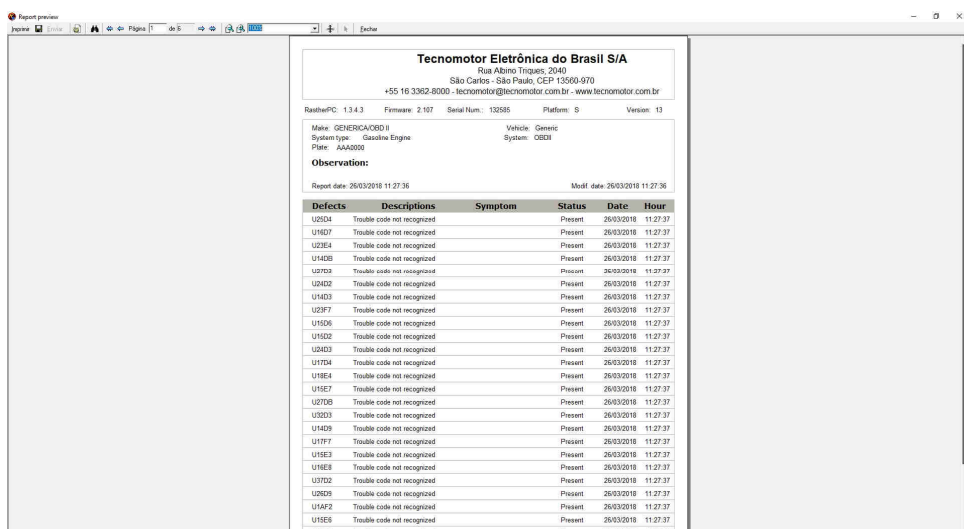 Report preview
Imprimir Enviar Página 1 de 6 100% Fechar
Tecnomotor Eletrônica do Brasil S/A
Rua Albino Triques, 2040
São Carlos - São Paulo, CEP 13560-970
+55 16 3362-8000 - tecnomotor@tecnomotor.com.br - www.tecnomotor.com.br
RastherPC: 1.3.4.3 Firmware: 2.107 Serial Num.: 132585 Platform: S Version: 13
Make: GENERICA/OBD II Vehicle: Generic
System type: Gasoline Engine System: OBDII
Plate: AAA0000
Observation:
Report date: 26/03/2018 11:27:36 Modif. date: 26/03/2018 11:27:36
Defects Descriptions Symptom Status Date Hour
U25D4 Trouble code not recognized Present 26/03/2018 11:27:37
U16D7 Trouble code not recognized Present 26/03/2018 11:27:37
U23E4 Trouble code not recognized Present 26/03/2018 11:27:37
U14DB Trouble code not recognized Present 26/03/2018 11:27:37
U27D3 Trouble code not recognized Present 26/03/2018 11:27:37
U24D2 Trouble code not recognized Present 26/03/2018 11:27:37
U14D3 Trouble code not recognized Present 26/03/2018 11:27:37
U23F7 Trouble code not recognized Present 26/03/2018 11:27:37
U15D6 Trouble code not recognized Present 26/03/2018 11:27:37
U15D2 Trouble code not recognized Present 26/03/2018 11:27:37
U24D3 Trouble code not recognized Present 26/03/2018 11:27:37
U17D4 Trouble code not recognized Present 26/03/2018 11:27:37
U18E4 Trouble code not recognized Present 26/03/2018 11:27:37
U15E7 Trouble code not recognized Present 26/03/2018 11:27:37
U27DB Trouble code not recognized Present 26/03/2018 11:27:37
U32D3 Trouble code not recognized Present 26/03/2018 11:27:37
U14D9 Trouble code not recognized Present 26/03/2018 11:27:37
U17F7 Trouble code not recognized Present 26/03/2018 11:27:37
U15E3 Trouble code not recognized Present 26/03/2018 11:27:37
U16E8 Trouble code not recognized Present 26/03/2018 11:27:37
U37D2 Trouble code not recognized Present 26/03/2018 11:27:37
U26D9 Trouble code not recognized Present 26/03/2018 11:27:37
U1AF2 Trouble code not recognized Present 26/03/2018 11:27:37
U15E6 Trouble code not recognized Present 26/03/2018 11:27:37